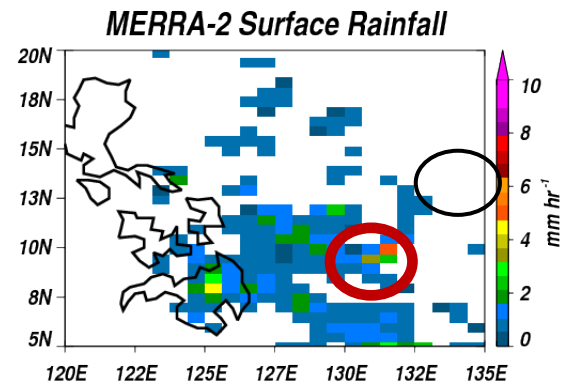 MERRA-2 Surface Rainfall
20N
18N
15N
13N
10N
8N
5N
120E 122E 125E 127E 130E 132E 135E
10
8
6
4
2
0
mm hr-1